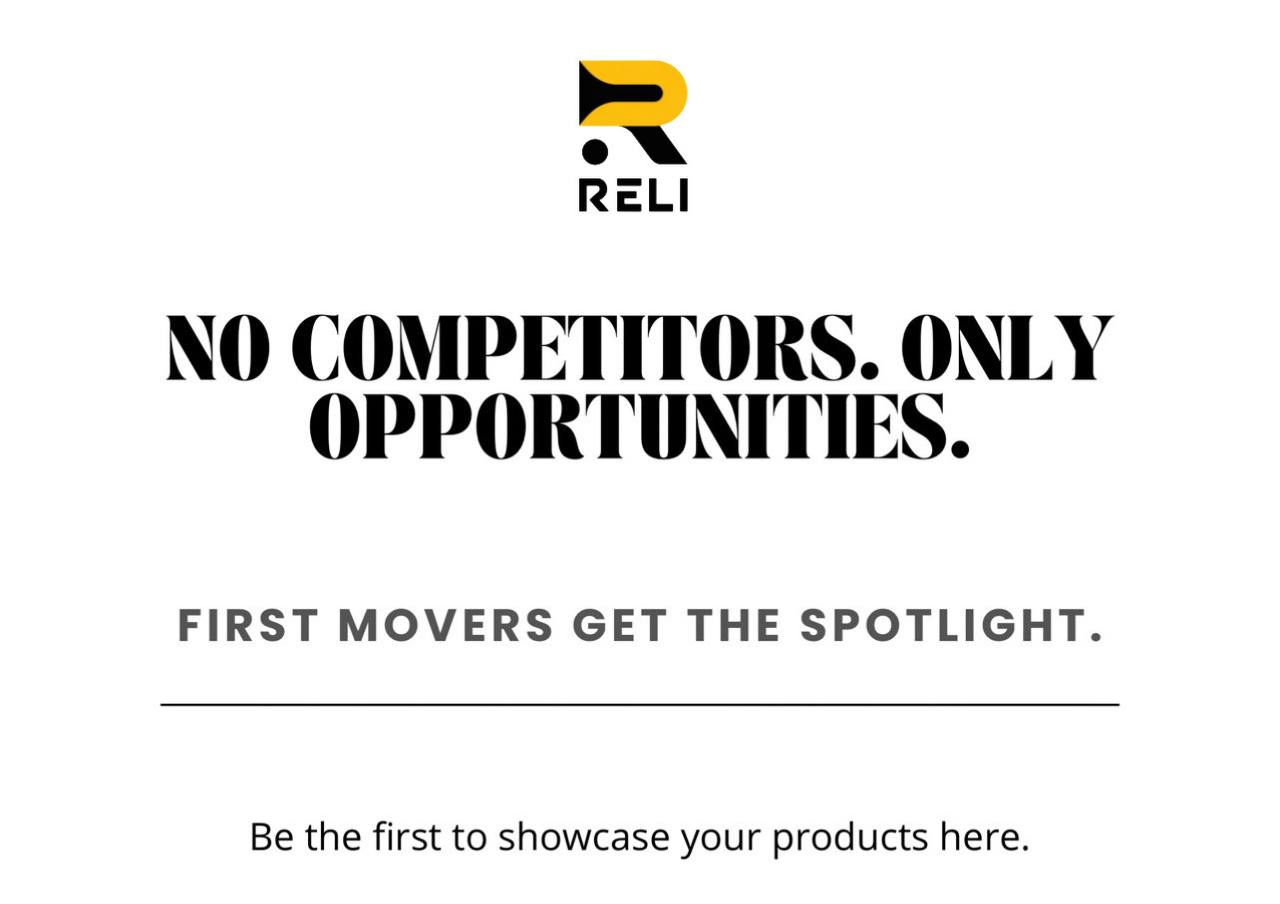 RELI
NO COMPETITORS. ONLY
OPPORTUNITIES.
FIRST MOVERS GET THE SPOTLIGHT.
Be the first to showcase your products here.